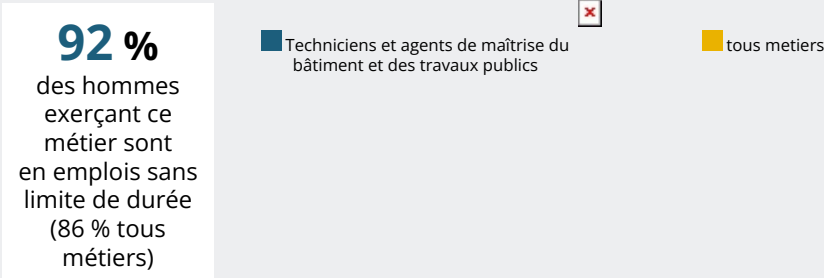 92 %
des hommes
exerçant ce
métier sont
en emplois sans
limite de durée
(86 % tous
métiers)
Techniciens et agents de maîtrise du
bâtiment et des travaux publics
tous metiers